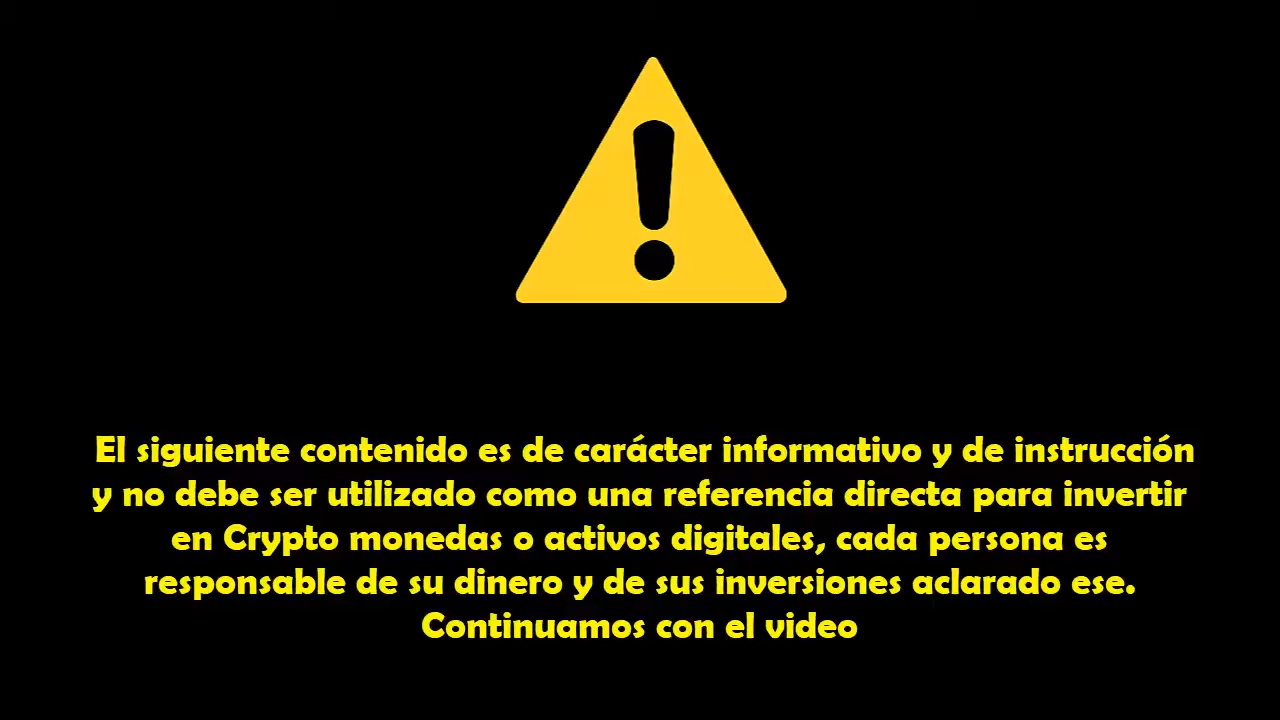 El siguiente contenido es de carácter informativo y de instrucción
y no debe ser utilizado como una referencia directa para invertir
en Crypto monedas o activos digitales, cada persona es
responsable de su dinero y de sus inversiones aclarado ese.
Continuamos con el video